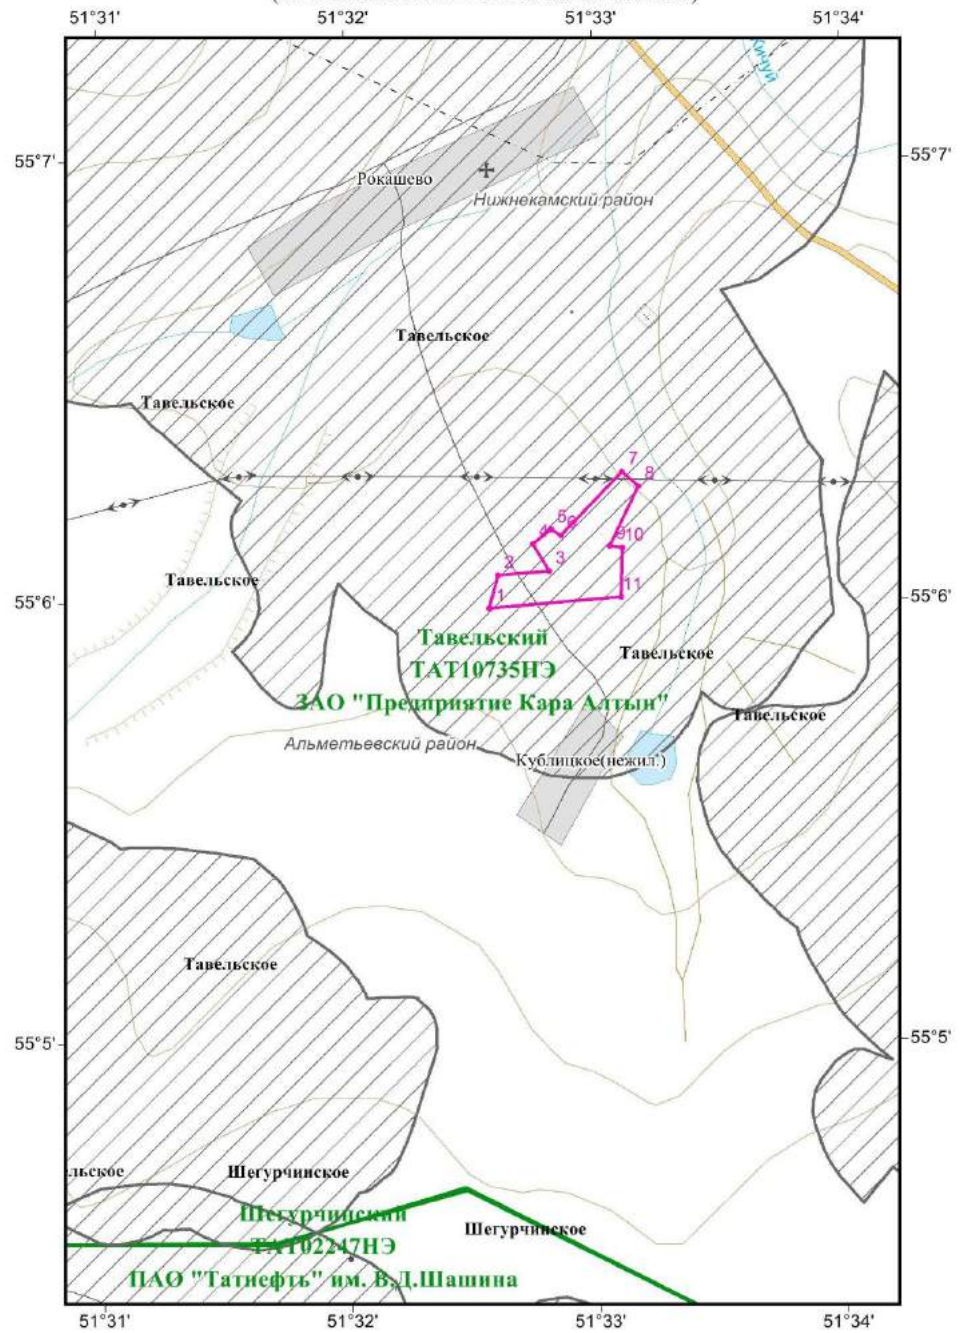 51°31' 51°32' 51°33' 51°34'
Кичуй
55°7' 55°7'
Рокашево
Нижнекамский район
Тавельское
Тавельское
7
8
5
6
4
9 10
3
2
Тавельское
11
1
55°6' 55°6'
Тавельский
ТАТ10735НЭ
ЗАО "Предприятие Кара Алтын"
Тавельское
Тавельское
Альметьевский район
Кублицкое(нежил.)
Тавельское
55°5' 55°5'
льское
Шегурчинское
Шегурчинский
Шегурчинское
ТАТ02247НЭ
ПАО "Татнефть" им. В.Д.Шашина
51°31' 51°32' 51°33' 51°34'